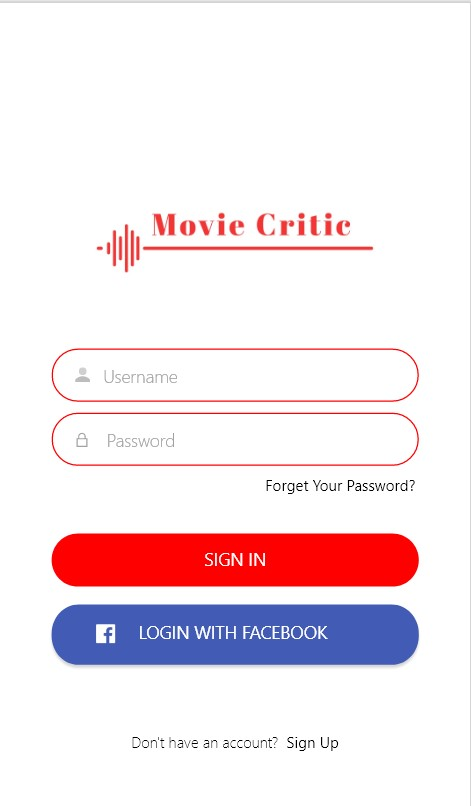 Movie Critic
Username
Password
Forget Your Password?
SIGN IN
LOGIN WITH FACEBOOK
Don't have an account? Sign Up